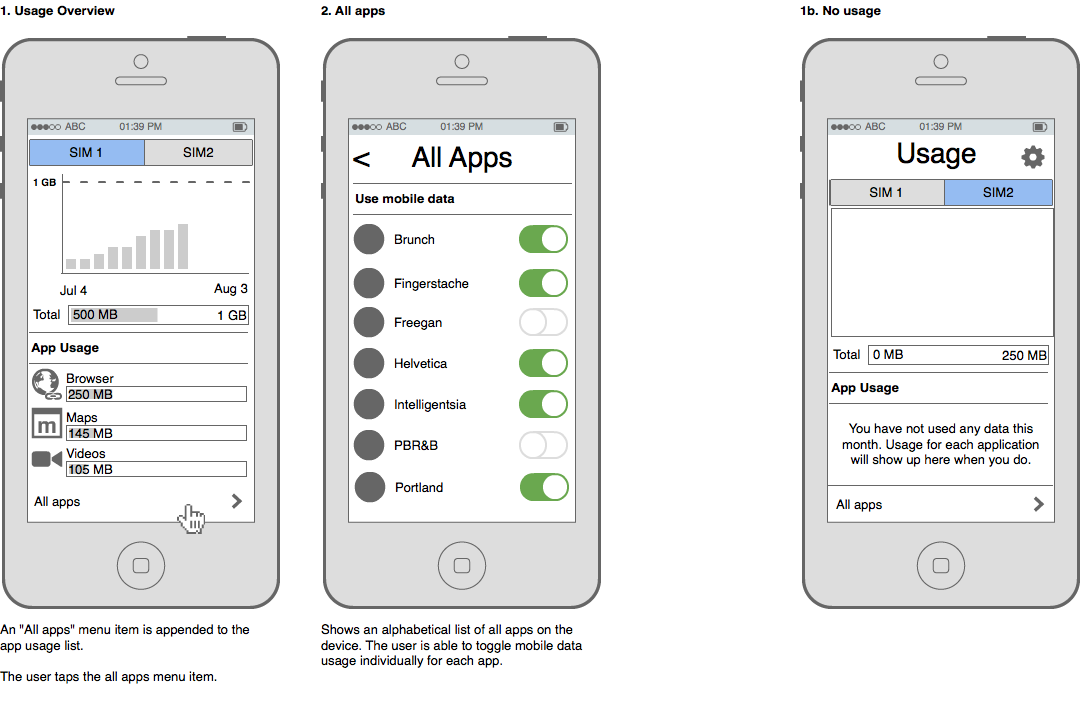 1. Usage Overview
ABC 01:39 PM
SIM 1 SIM2
1 GB
Jul 4 Aug 3
Total 500 MB 1 GB
App Usage
Browser
250 MB
m
Maps
145 MB
Videos
105 MB
All apps
An "All apps" menu item is appended to the
app usage list.
The user taps the all apps menu item.
2. All apps
ABC 01:39 PM
< All Apps
Use mobile data
Brunch
Fingerstache
Freegan
Helvetica
Intelligentsia
PBR&B
Portland
Shows an alphabetical list of all apps on the
device. The user is able to toggle mobile data
usage individually for each app.
1b. No usage
ABC 01:39 PM
Usage
SIM 1 SIM2
Total 0 MB 250 MB
App Usage
You have not used any data this
month. Usage for each application
will show up here when you do.
All apps